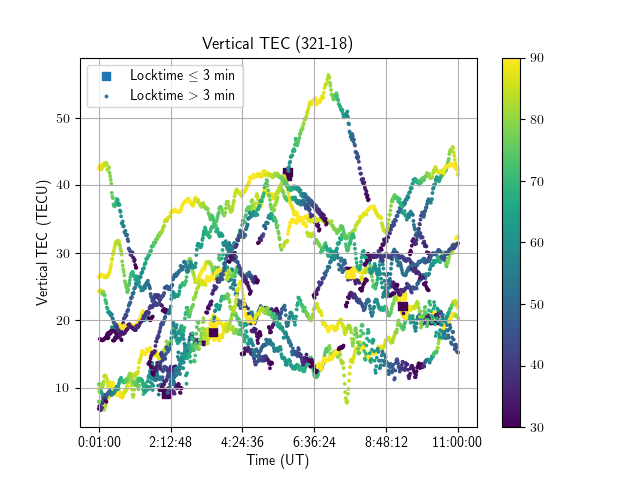 Vertical TEC (321-18)
Locktime ≤ 3 min
Locktime > 3 min
Vertical TEC (TECU)
50
40
30
20
10
0:01:00 2:12:48 4:24:36 6:36:24 8:48:12 11:00:00
Time (UT)
90
80
70
60
50
40
30